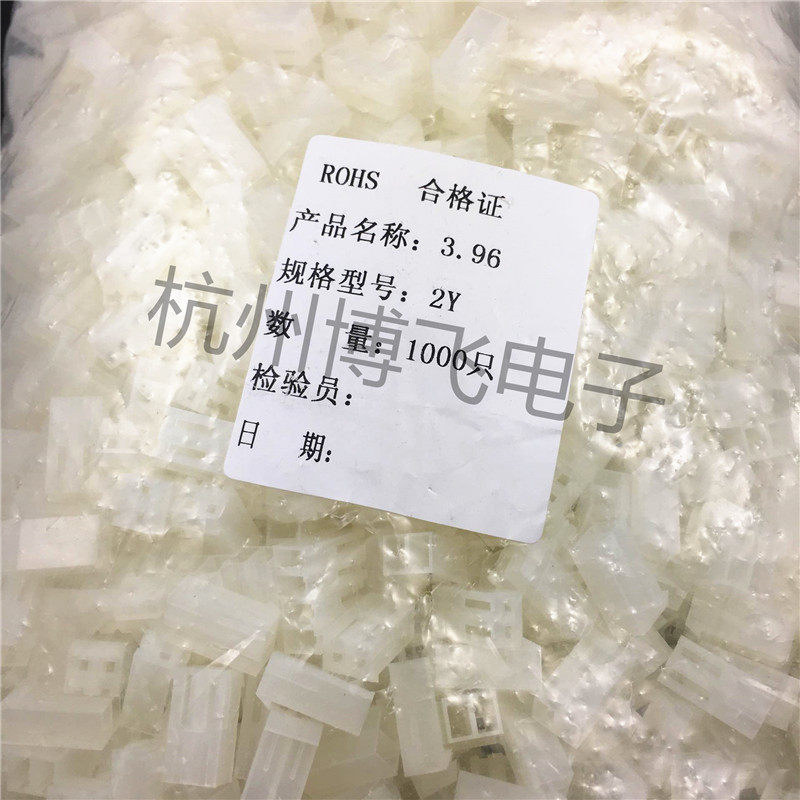 ROHS 合格证
产品名称：3.96
规格型号：2Y
数 量：1000只
检验员：
日 期：
杭州博飞电子